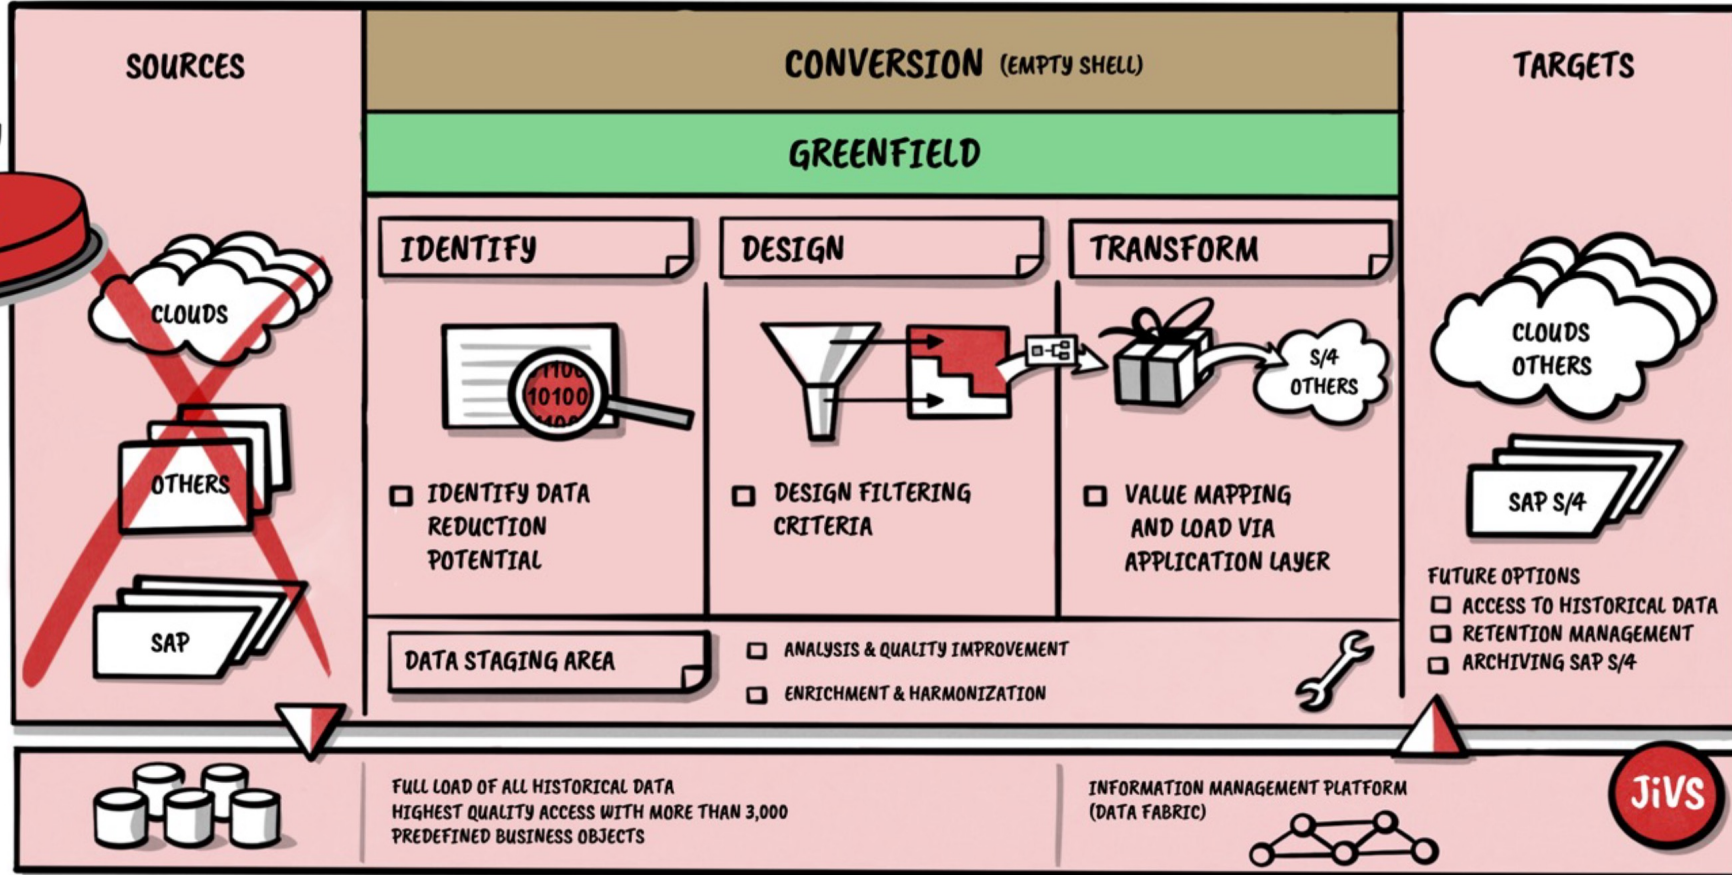 SOURCES
CONVERSION (EMPTY SHELL)
TARGETS
GREENFIELD
IDENTIFY
DESIGN
TRANSFORM
CLOUDS
OTHERS
SAP
10100
IDENTIFY DATA
REDUCTION
POTENTIAL
DESIGN FILTERING
CRITERIA
S/4
OTHERS
VALUE MAPPING
AND LOAD VIA
APPLICATION LAYER
CLOUDS
OTHERS
SAP S/4
FUTURE OPTIONS
ACCESS TO HISTORICAL DATA
RETENTION MANAGEMENT
ARCHIVING SAP S/4
DATA STAGING AREA
ANALYSIS & QUALITY IMPROVEMENT
ENRICHMENT & HARMONIZATION
FULL LOAD OF ALL HISTORICAL DATA
HIGHEST QUALITY ACCESS WITH MORE THAN 3,000
PREDEFINED BUSINESS OBJECTS
INFORMATION MANAGEMENT PLATFORM
(DATA FABRIC)
JiVS